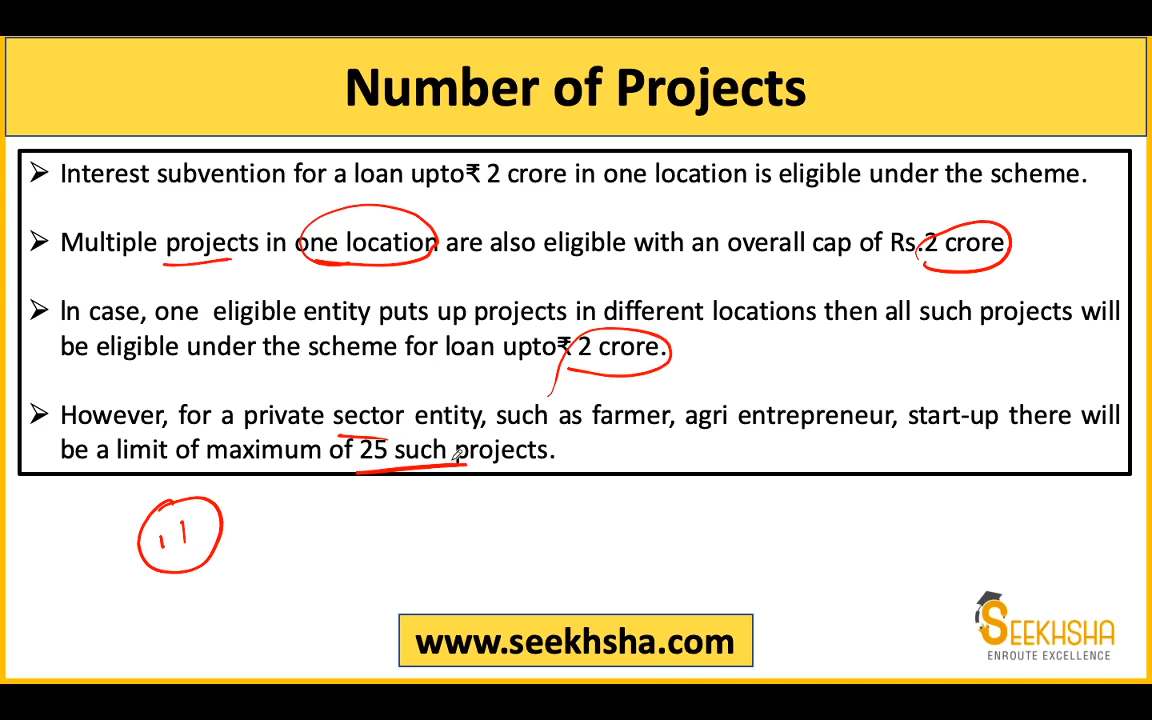 Number of Projects
➢ Interest subvention for a loan upto₹ 2 crore in one location is eligible under the scheme.
➢ Multiple projects in one location are also eligible with an overall cap of Rs.2 crore
➢ In case, one eligible entity puts up projects in different locations then all such projects will
be eligible under the scheme for loan upto₹ 2 crore.
➢ However, for a private sector entity, such as farmer, agri entrepreneur, start-up there will
be a limit of maximum of 25 such projects.
www.seekhsha.com
SEEKHSHA
ENROUTE EXCELLENCE